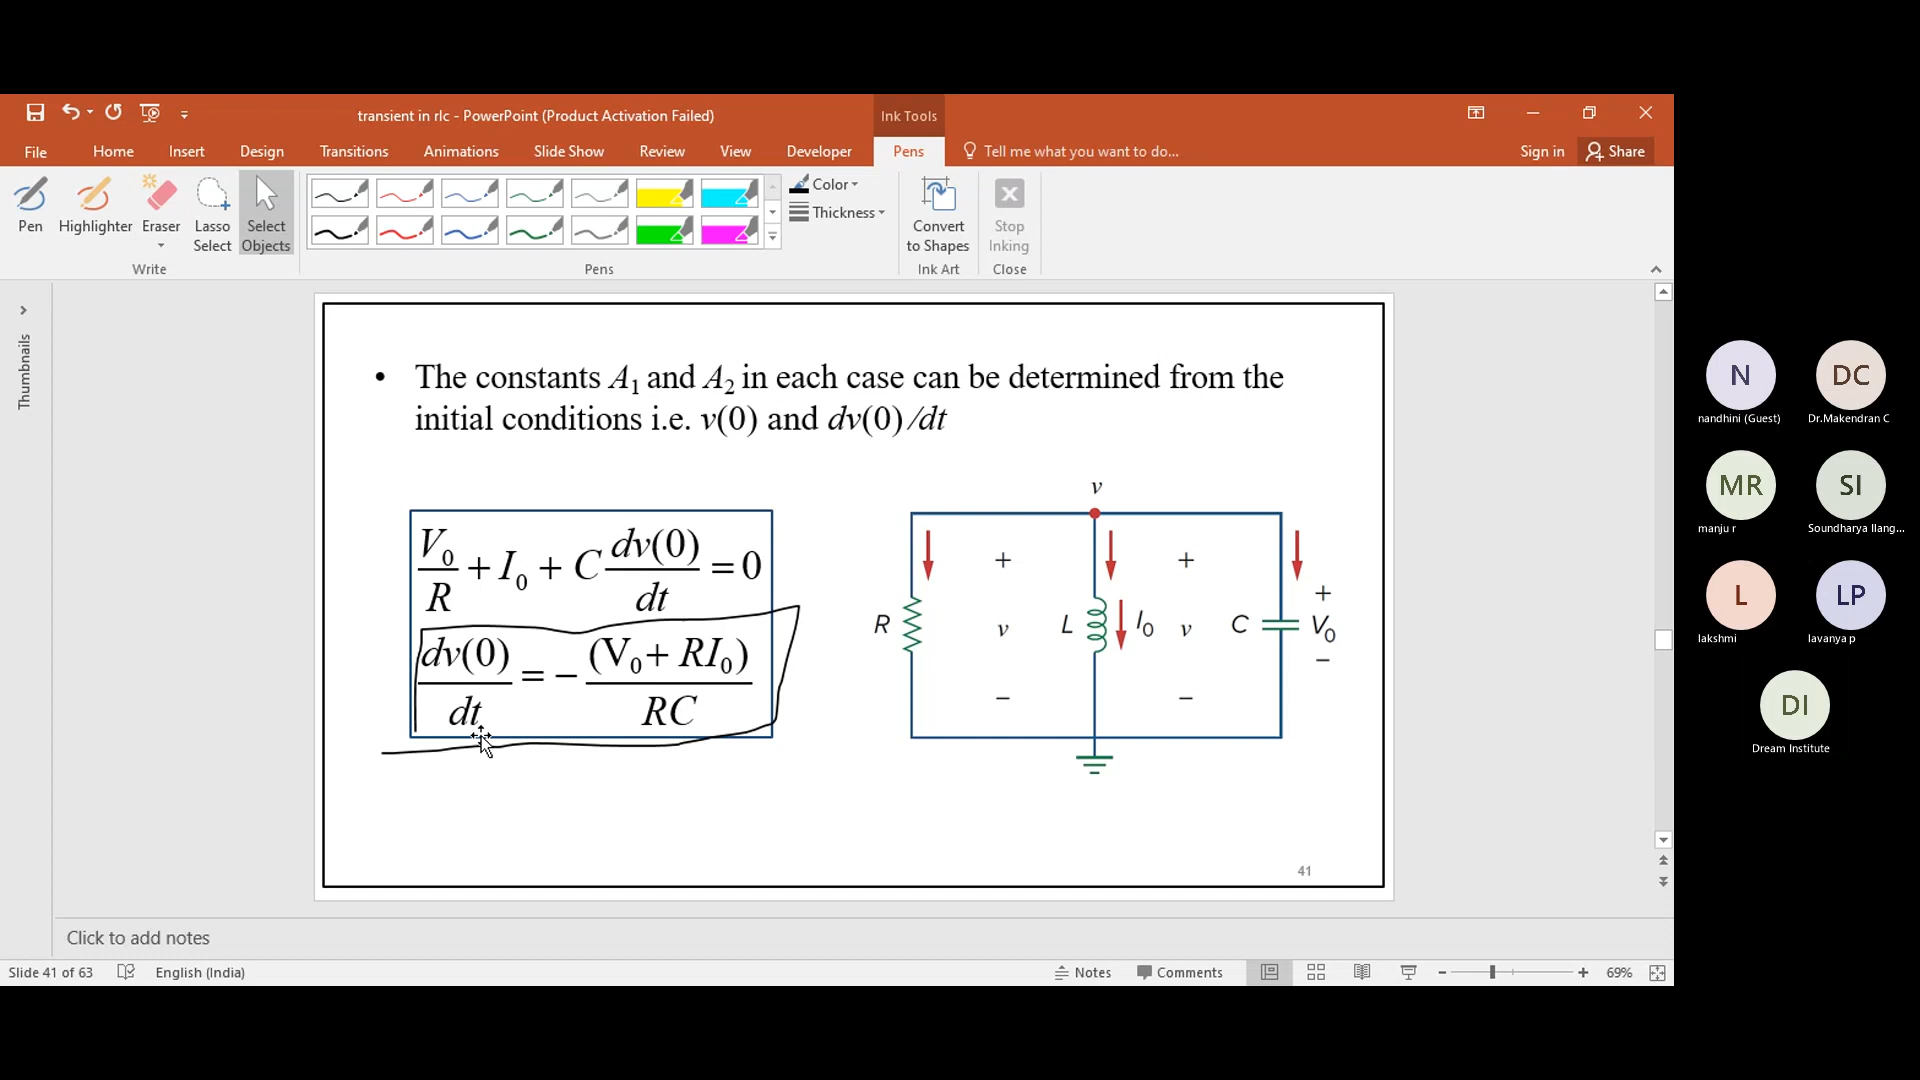 transient in rlc - PowerPoint (Product Activation Failed)
Ink Tools
File Home Insert Design Transitions Animations Slide Show Review View Developer Pens Tell me what you want to do... Sign in Share
Pen Highlighter Eraser Lasso Select Select Objects
Color
Thickness
Convert to Shapes
Stop Inking
Write Pens Ink Art Close
Thumbnails
• The constants A₁ and A₂ in each case can be determined from the
initial conditions i.e. v(0) and dv(0)/dt
V₀/R + I₀ + C dv(0)/dt = 0
dv(0)/dt = − (V₀+ RI₀)/RC
v
+ + +
R v L I₀ v C V₀
− − −
41
N DC
nandhini (Guest) Dr.Makendran C
MR SI
manju r Soundharya Ilang...
L LP
lakshmi lavanya p
DI
Dream Institute
Click to add notes
Slide 41 of 63 English (India) Notes Comments − + 69%